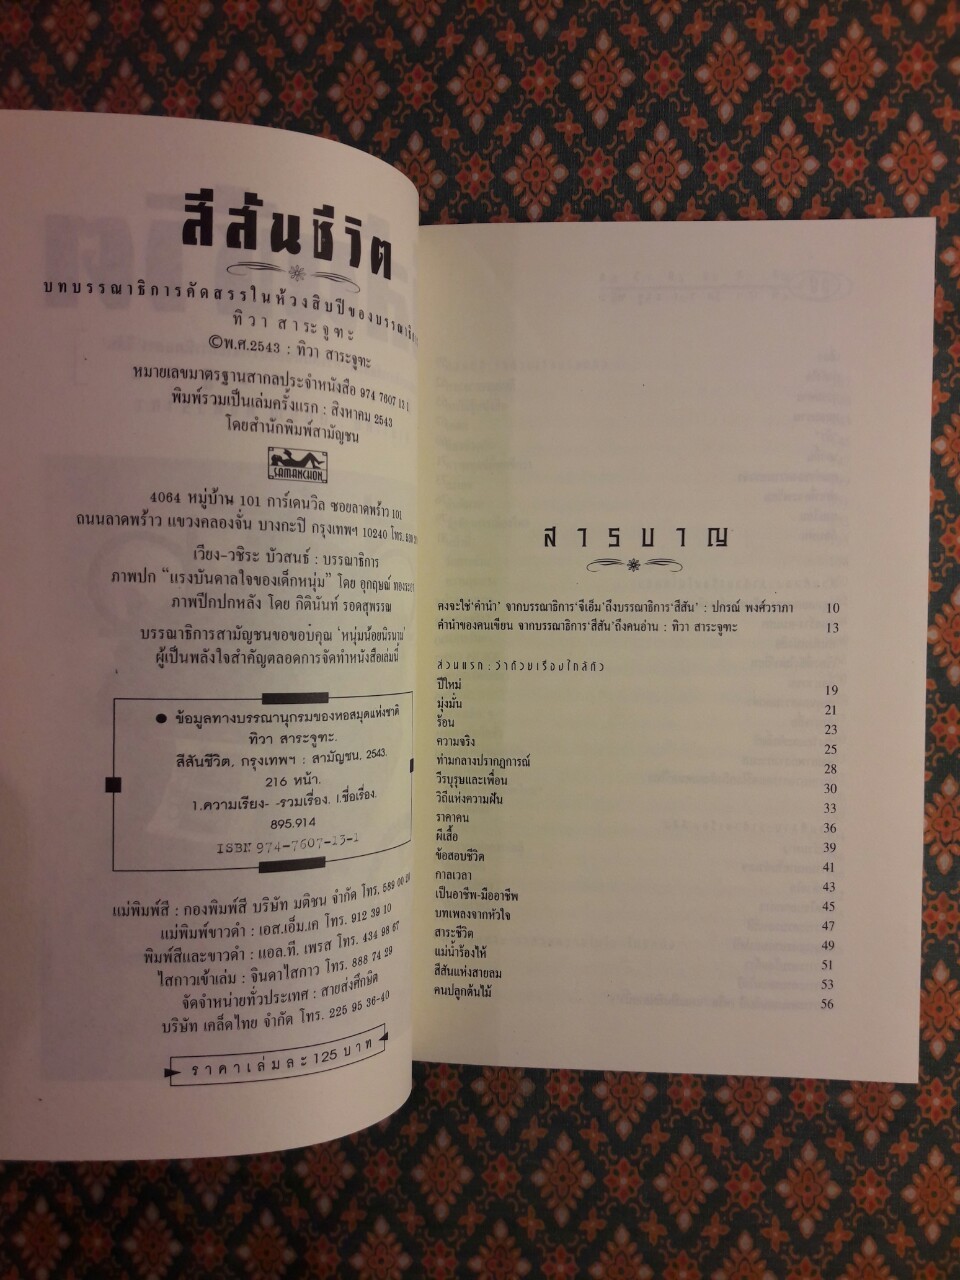 สีสันชีวิต
บทบรรณาธิการคัดสรรในห้วงสิบปีของบรรณาธิการ
ทิวา สาระจูฑะ
©พ.ศ.2543 : ทิวา สาระจูฑะ
หมายเลขมาตรฐานสากลประจำหนังสือ 974 7607 13 1
พิมพ์รวมเป็นเล่มครั้งแรก : สิงหาคม 2543
โดยสำนักพิมพ์สามัญชน
SAMANCHON
4064 หมู่บ้าน 101 การ์เดนวิล ซอยลาดพร้าว 101
ถนนลาดพร้าว แขวงคลองจั่น บางกะปิ กรุงเทพฯ 10240 โทร.
เวียง-วชิระ บัวสนธ์ : บรรณาธิการ
ภาพปก “แรงบันดาลใจของเด็กหนุ่ม” โดย อุกฤษณ์
ภาพปีกปกหลัง โดย กิตินันท์ รอดสุพรรณ
บรรณาธิการสามัญชนขอขอบคุณ ‘หนุ่มน้อยนิรนาม’
ผู้เป็นพลังใจสำคัญตลอดการจัดทำหนังสือเล่มนี้
● ข้อมูลทางบรรณานุกรมของหอสมุดแห่งชาติ
ทิวา สาระจูฑะ.
สีสันชีวิต, กรุงเทพฯ : สามัญชน, 2543.
216 หน้า.
1.ความเรียง- -รวมเรื่อง. I.ชื่อเรื่อง.
895.914
ISBN 974-7607-13-1
แม่พิมพ์สี : กองพิมพ์สี บริษัท มติชน จำกัด โทร. 589 00 20
แม่พิมพ์ขาวดำ : เอส.เอ็ม.เค โทร. 912 39 10
พิมพ์สีและขาวดำ : แอล.ที. เพรส โทร. 434 98 67
ไสกาวเข้าเล่ม : จินดาไสกาว โทร. 888 74 29
จัดจำหน่ายทั่วประเทศ : สายส่งศึกษิต
บริษัท เคล็ดไทย จำกัด โทร. 225 95 36-40
ราคาเล่มละ 125 บาท
สารบาญ
คงจะใช่‘คำนำ’ จากบรรณาธิการ‘จีเอ็ม’ถึงบรรณาธิการ‘สีสัน’ : ปกรณ์ พงศ์วราภา 10
คำนำของคนเขียน จากบรรณาธิการ‘สีสัน’ถึงคนอ่าน : ทิวา สาระจูฑะ 13
ส่วนแรก : ว่าด้วยเรื่องใกล้ตัว
ปีใหม่ 19
มุ่งมั่น 21
ร้อน 23
ความจริง 25
ท่ามกลางปรากฏการณ์ 28
วีรบุรุษและเพื่อน 30
วิถีแห่งความฝัน 33
ราคาคน 36
ผีเสื้อ 39
ข้อสอบชีวิต 41
กาลเวลา 43
เป็นอาชีพ-มืออาชีพ 45
บทเพลงจากหัวใจ 47
สาระชีวิต 49
แม่น้ำร้องไห้ 51
สีสันแห่งสายลม 53
คนปลูกต้นไม้ 56